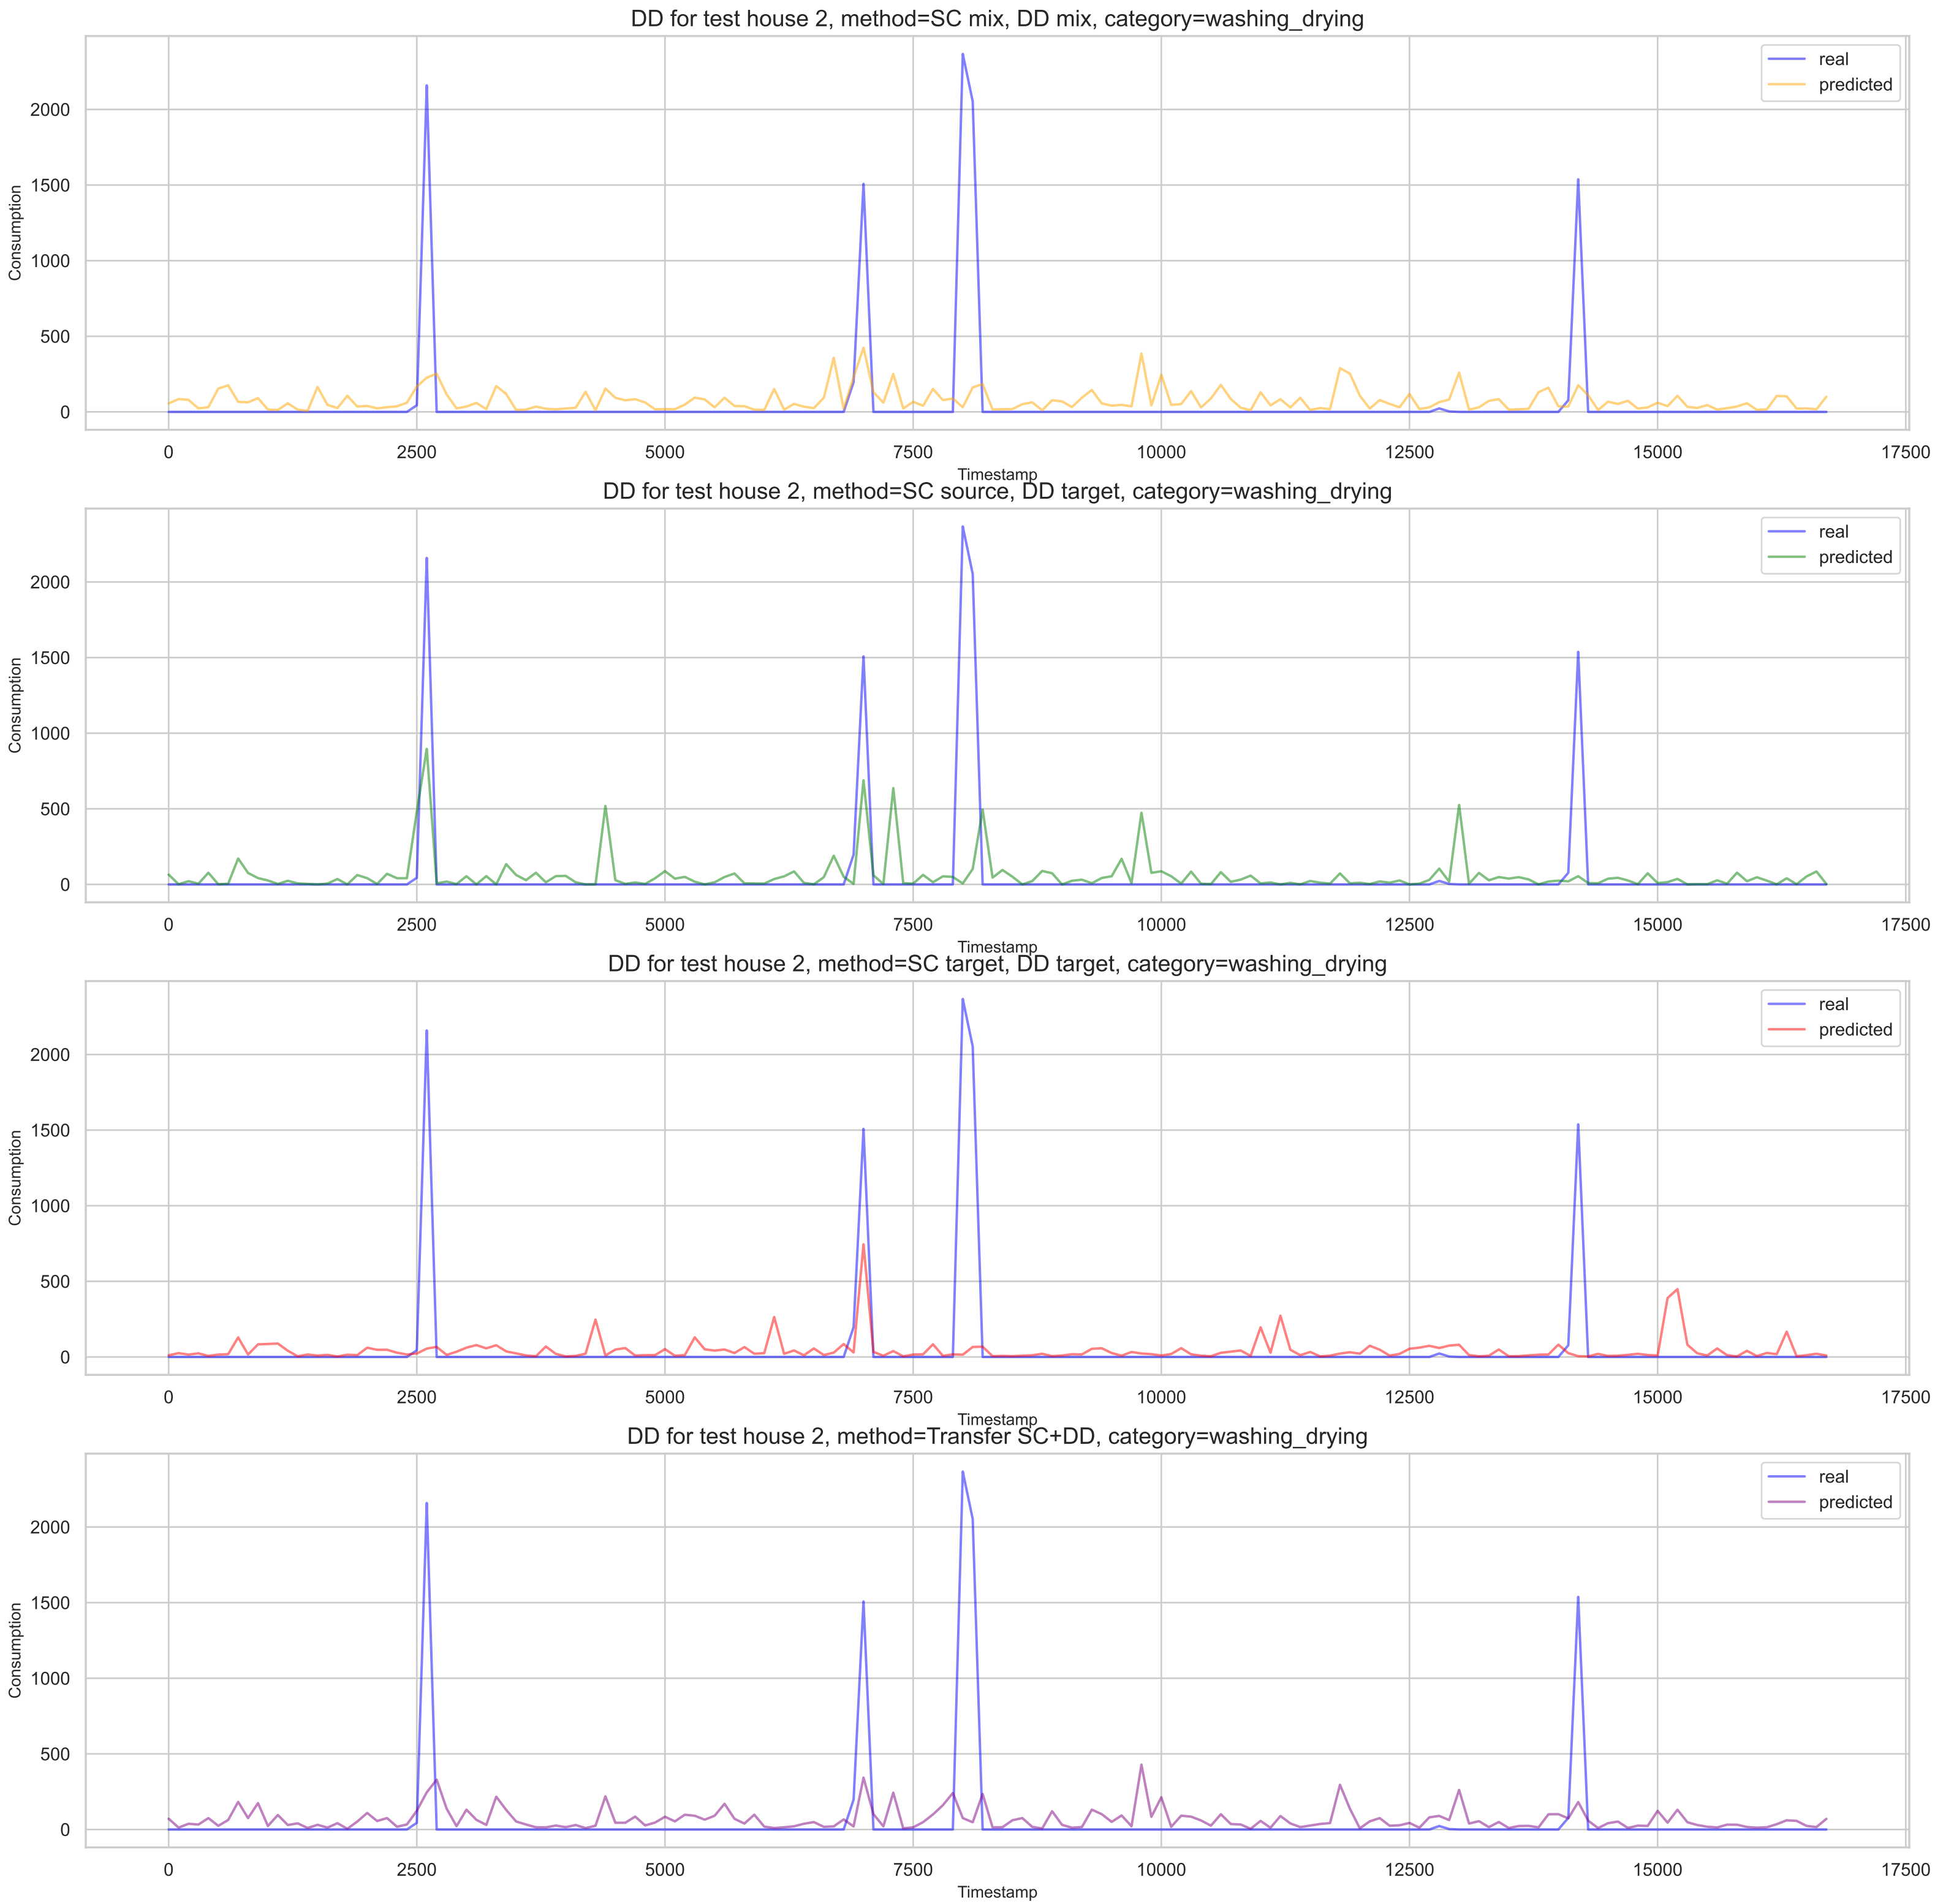 DD for test house 2, method=SC mix, DD mix, category=washing_drying
real
predicted
Consumption
2000
1500
1000
500
0
0 2500 5000 7500 10000 12500 15000 17500
Timestamp
DD for test house 2, method=SC source, DD target, category=washing_drying
real
predicted
Consumption
2000
1500
1000
500
0
0 2500 5000 7500 10000 12500 15000 17500
Timestamp
DD for test house 2, method=SC target, DD target, category=washing_drying
real
predicted
Consumption
2000
1500
1000
500
0
0 2500 5000 7500 10000 12500 15000 17500
Timestamp
DD for test house 2, method=Transfer SC+DD, category=washing_drying
real
predicted
Consumption
2000
1500
1000
500
0
0 2500 5000 7500 10000 12500 15000 17500
Timestamp